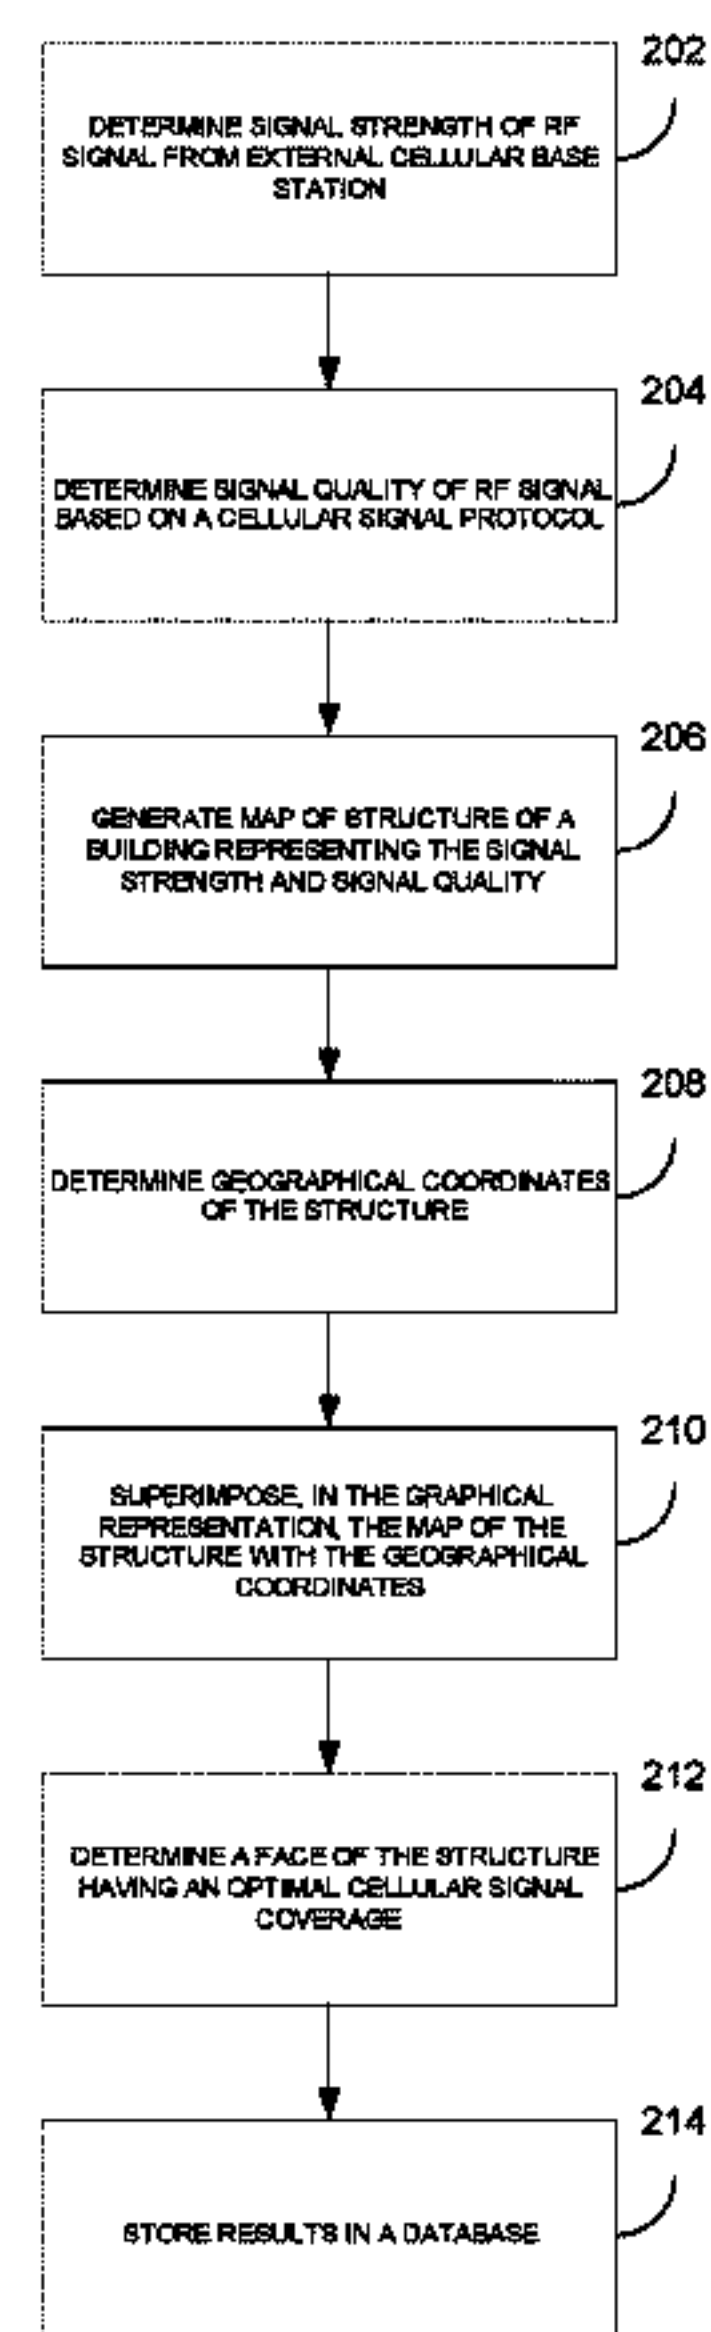 202
DETERMINE SIGNAL STRENGTH OF RF
SIGNAL FROM EXTERNAL CELLULAR BASE
STATION
204
DETERMINE SIGNAL QUALITY OF RF SIGNAL
BASED ON A CELLULAR SIGNAL PROTOCOL
206
GENERATE MAP OF STRUCTURE OF A
BUILDING REPRESENTING THE SIGNAL
STRENGTH AND SIGNAL QUALITY
208
DETERMINE GEOGRAPHICAL COORDINATES
OF THE STRUCTURE
210
SUPERIMPOSE, IN THE GRAPHICAL
REPRESENTATION, THE MAP OF THE
STRUCTURE WITH THE GEOGRAPHICAL
COORDINATES
212
DETERMINE A FACE OF THE STRUCTURE
HAVING AN OPTIMAL CELLULAR SIGNAL
COVERAGE
214
STORE RESULTS IN A DATABASE